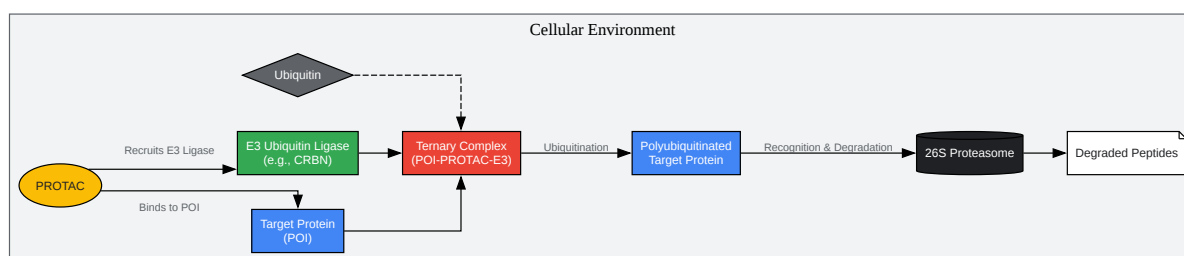 Cellular Environment
Ubiquitin
Recruits E3 Ligase
E3 Ubiquitin Ligase
(e.g., CRBN)
Ternary Complex
(POI-PROTAC-E3)
Ubiquitination
Polyubiquitinated
Target Protein
Recognition & Degradation
26S Proteasome
Degraded Peptides
PROTAC
Binds to POI
Target Protein
(POI)